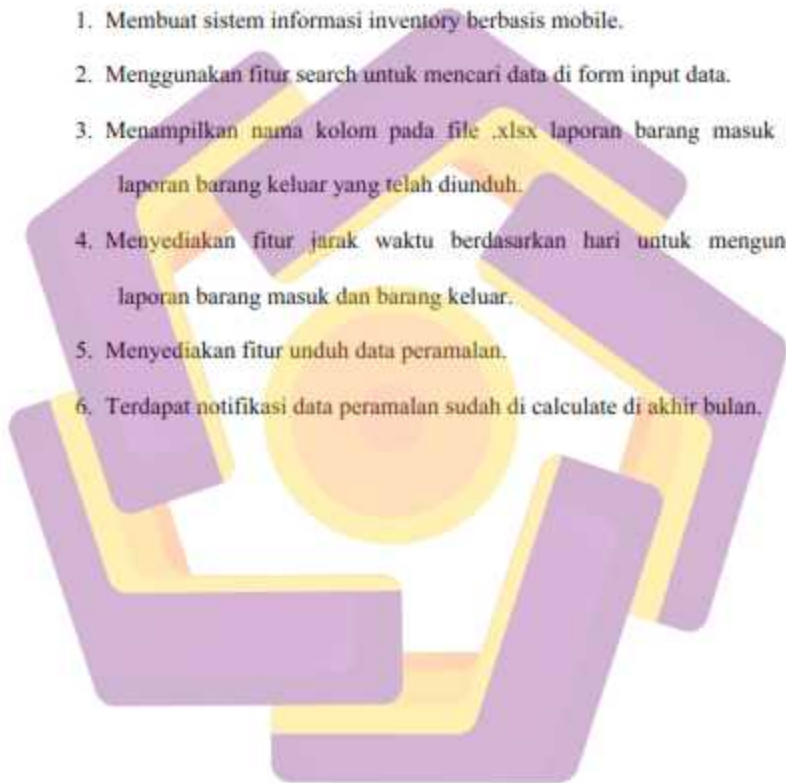 1. Membuat sistem informasi inventory berbasis mobile.
2. Menggunakan fitur search untuk mencari data di form input data.
3. Menampilkan nama kolom pada file .xlsx laporan barang masuk
laporan barang keluar yang telah diunduh.
4. Menyediakan fitur jarak waktu berdasarkan hari untuk mengun
laporan barang masuk dan barang keluar.
5. Menyediakan fitur unduh data peramalan.
6. Terdapat notifikasi data peramalan sudah di calculate di akhir bulan.